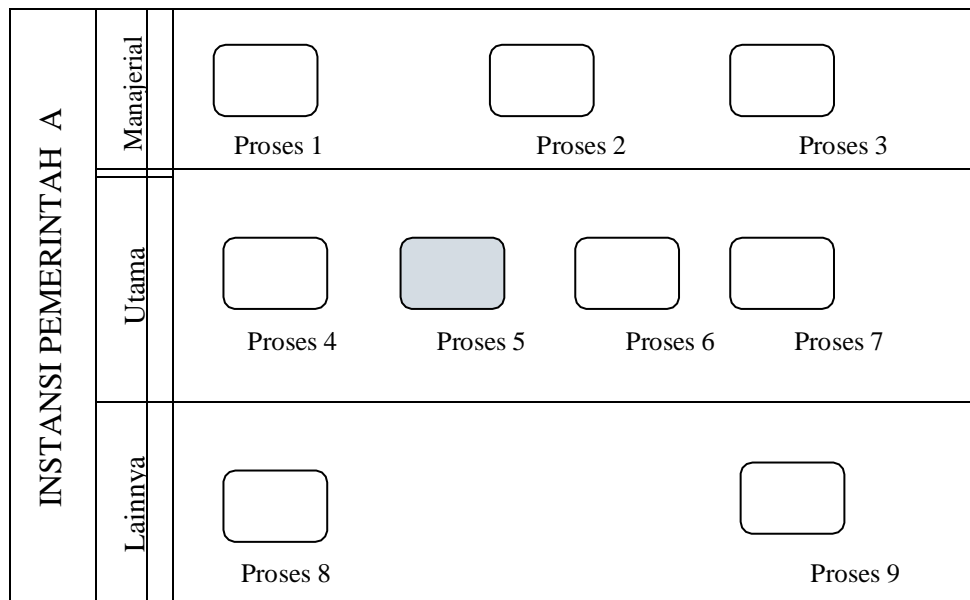 INSTANSI PEMERINTAH A
Manajerial
Proses 1
Proses 2
Proses 3
Utama
Proses 4
Proses 5
Proses 6
Proses 7
Lainnya
Proses 8
Proses 9